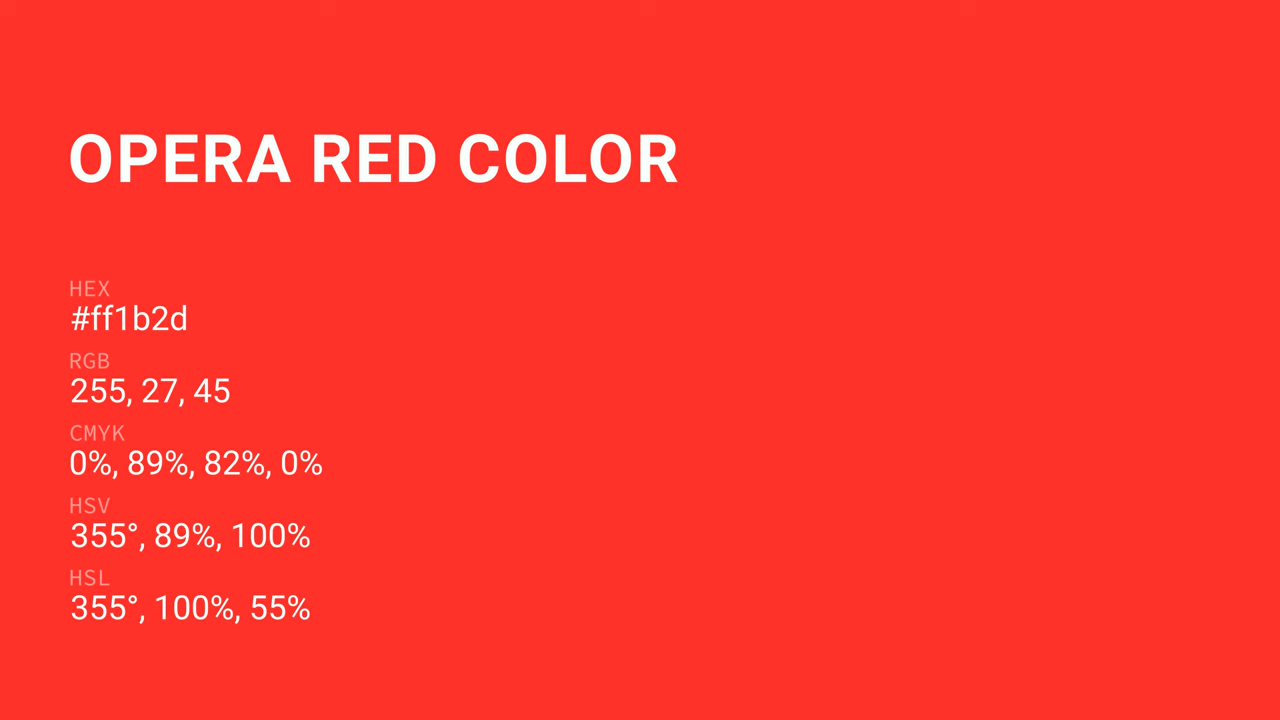 OPERA RED COLOR
HEX
#ff1b2d
RGB
255, 27, 45
CMYK
0%, 89%, 82%, 0%
HSV
355°, 89%, 100%
HSL
355°, 100%, 55%